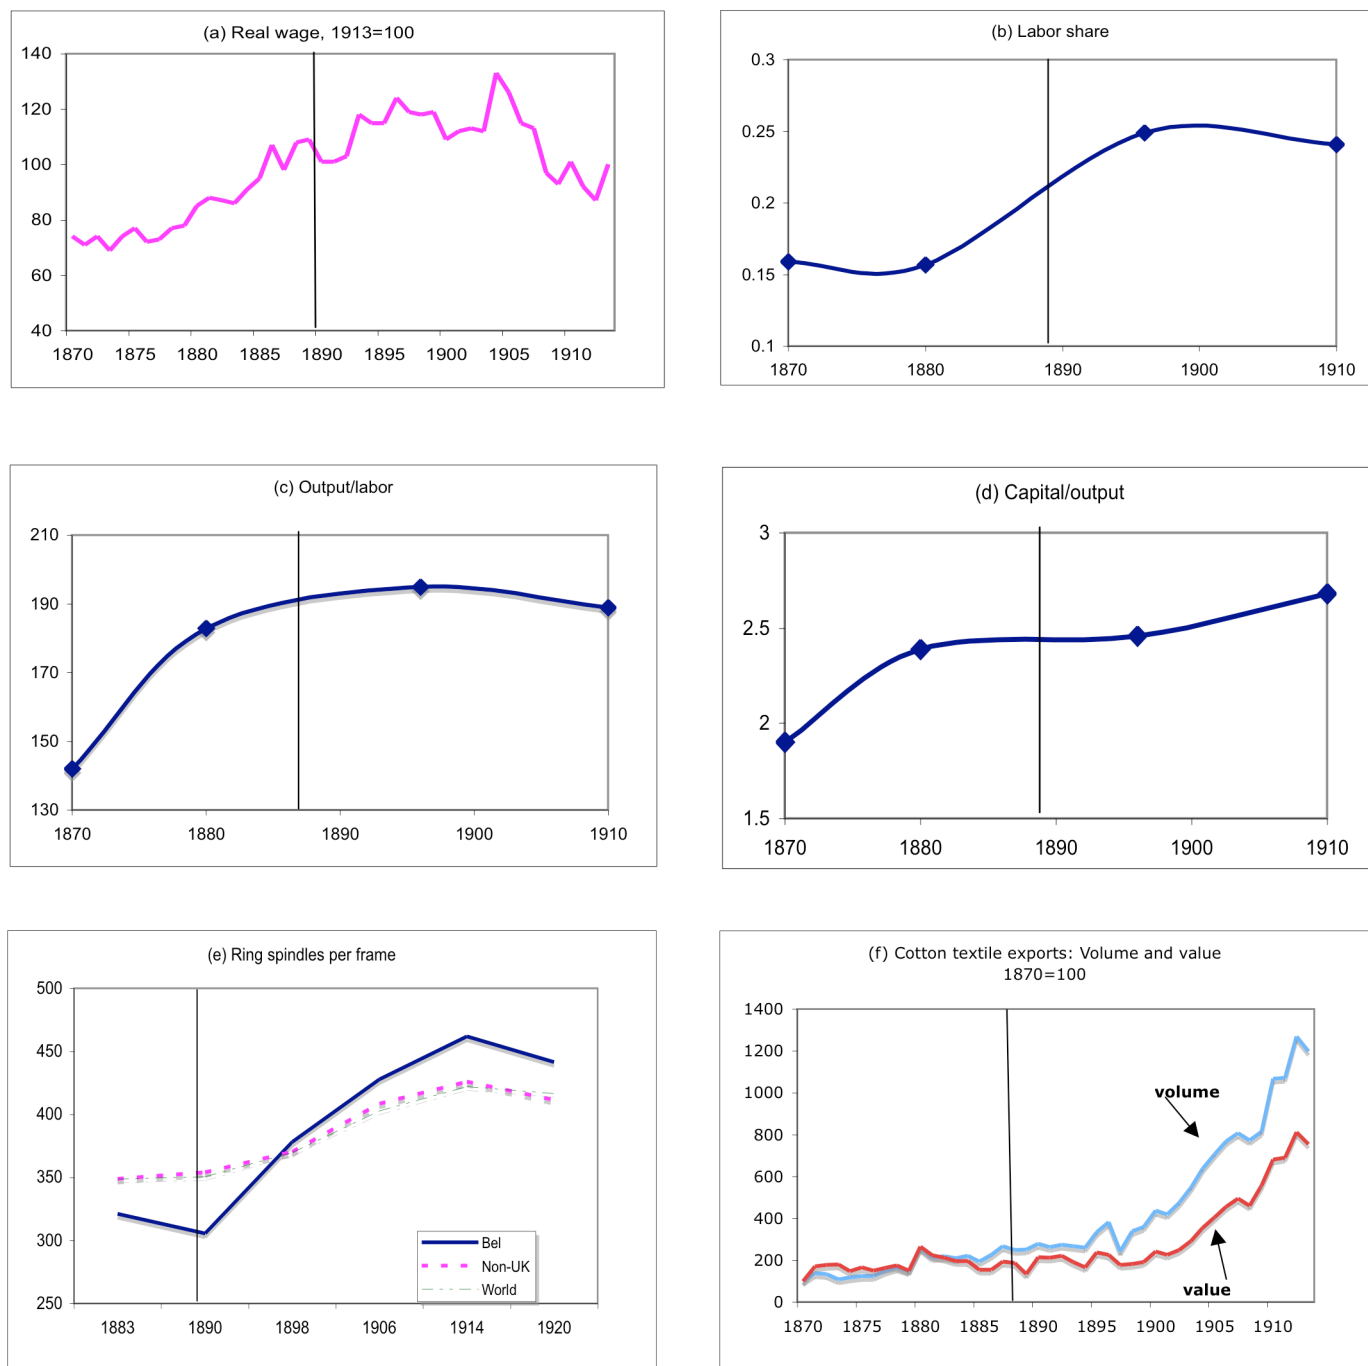 (a) Real wage, 1913=100
140
120
100
80
60
40
1870 1875 1880 1885 1890 1895 1900 1905 1910
(b) Labor share
0.3
0.25
0.2
0.15
0.1
1870 1880 1890 1900 1910
(c) Output/labor
210
190
170
150
130
1870 1880 1890 1900 1910
(d) Capital/output
3
2.5
2
1.5
1870 1880 1890 1900 1910
(e) Ring spindles per frame
500
450
400
350
300
250
Bel
Non-UK
World
1883 1890 1898 1906 1914 1920
(f) Cotton textile exports: Volume and value
1870=100
1400
1200
1000
800
600
400
200
0
volume
value
1870 1875 1880 1885 1890 1895 1900 1905 1910